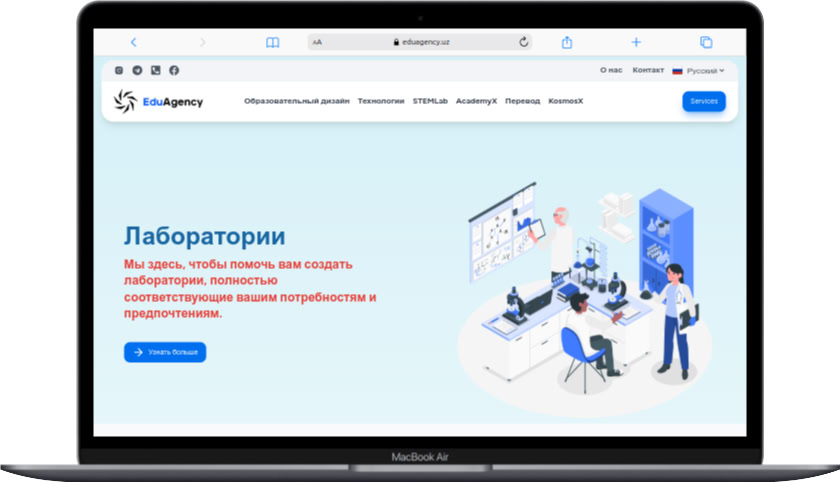 AA eduagency.uz
О нас Контакт Русский
EduAgency Образовательный дизайн Технологии STEMLab AcademyX Перевод KosmosX Services
Лаборатории
Мы здесь, чтобы помочь вам создать
лаборатории, полностью
соответствующие вашим потребностям и
предпочтениям.
Узнать больше
MacBook Air